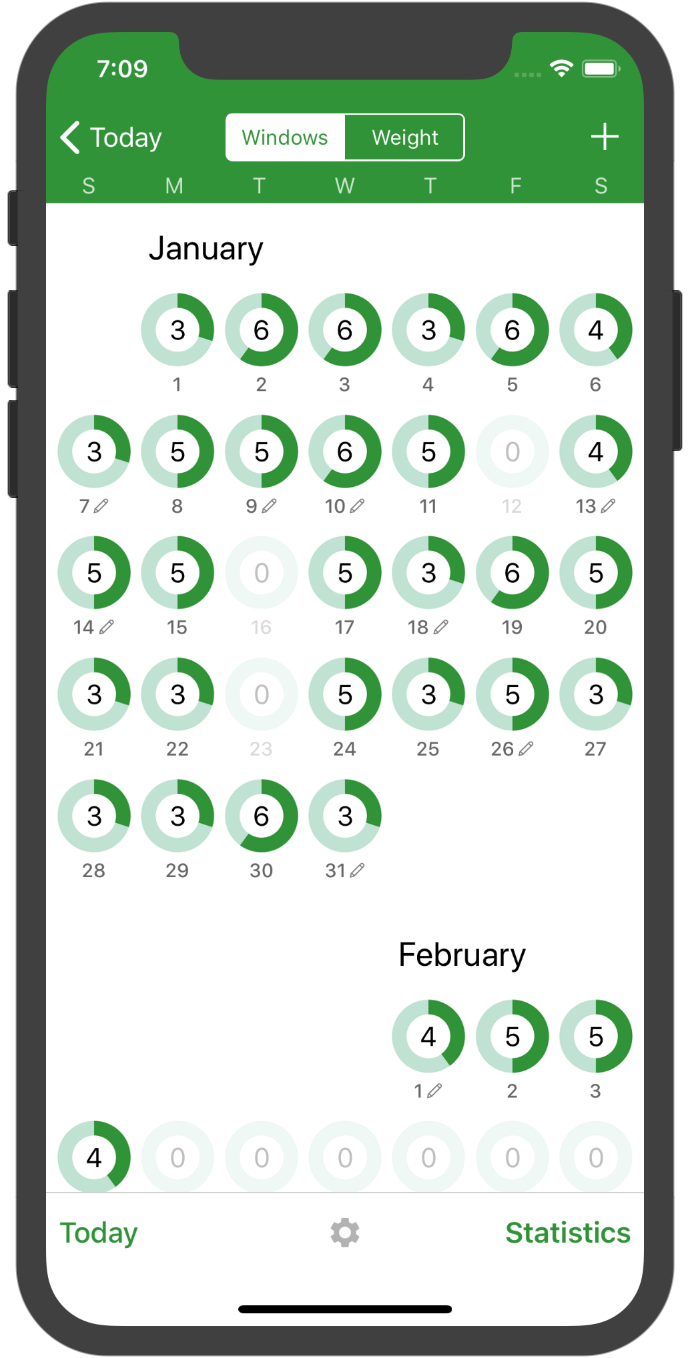 7:09
Today Windows Weight +
S M T W T F S
January
3 6 6 3 6 4
1 2 3 4 5 6
3 5 5 6 5 0 4
7 8 9 10 11 12 13
5 5 0 5 3 6 5
14 15 16 17 18 19 20
3 3 0 5 3 5 3
21 22 23 24 25 26 27
3 3 6 3
28 29 30 31
February
4 5 5
1 2 3
4 0 0 0 0 0 0
Today Statistics